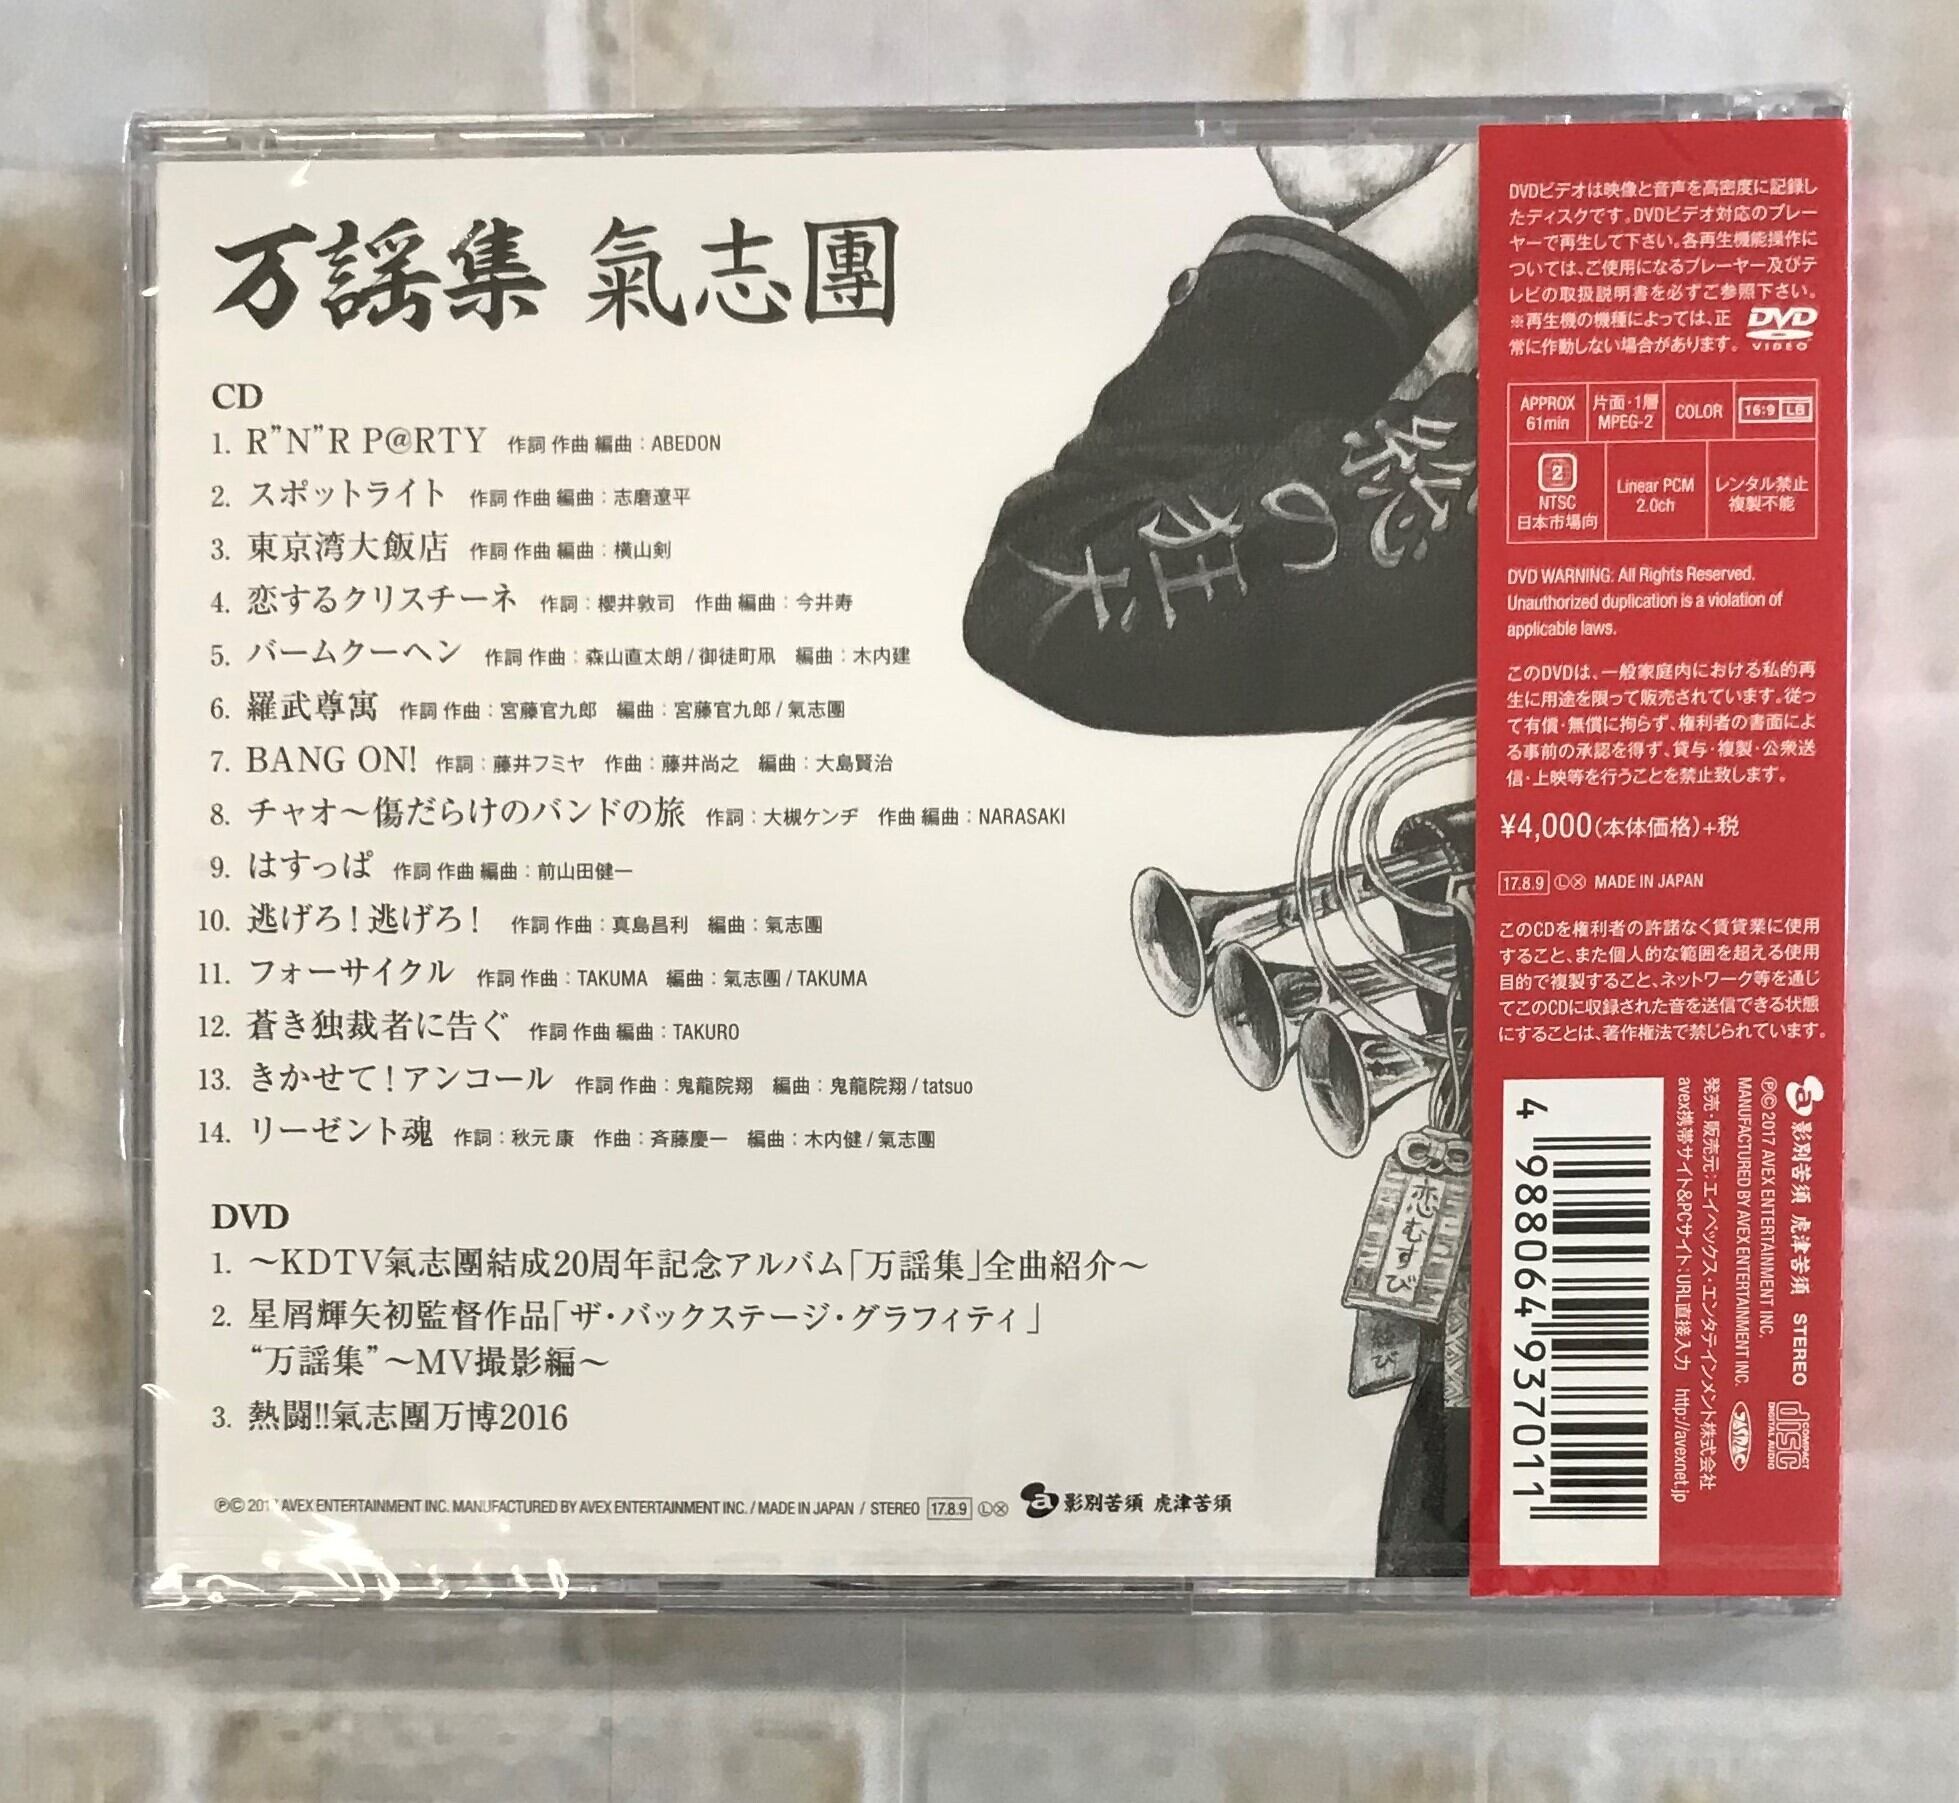 万謡集 氣志團
CD
1. R”N”R P@RTY 作詞 作曲 編曲：ABEDON
2. スポットライト 作詞 作曲 編曲：志磨遼平
3. 東京湾大飯店 作詞 作曲 編曲：横山剣
4. 恋するクリスチーネ 作詞：櫻井敦司 作曲 編曲：今井寿
5. バームクーヘン 作詞 作曲：森山直太朗 / 御徒町凧 編曲：木内建
6. 羅武尊寓 作詞 作曲：宮藤官九郎 編曲：宮藤官九郎 / 氣志團
7. BANG ON! 作詞：藤井フミヤ 作曲：藤井尚之 編曲：大島賢治
8. チャオ～傷だらけのバンドの旅 作詞：大槻ケンヂ 作曲 編曲：NARASAKI
9. はすっぱ 作詞 作曲 編曲：前山田健一
10. 逃げろ！逃げろ！ 作詞 作曲：真島昌利 編曲：氣志團
11. フォーサイクル 作詞 作曲：TAKUMA 編曲：氣志團 / TAKUMA
12. 蒼き独裁者に告ぐ 作詞 作曲 編曲：TAKURO
13. きかせて！アンコール 作詞 作曲：鬼龍院翔 編曲：鬼龍院翔 / tatsuo
14. リーゼント魂 作詞：秋元 康 作曲：斉藤慶一 編曲：木内健 / 氣志團
DVD
1. ～KDTV氣志團結成20周年記念アルバム「万謡集」全曲紹介～
2. 星屑輝矢初監督作品「ザ・バックステージ・グラフィティ」
“万謡集”～MV撮影編～
3. 熱闘!!氣志團万博2016
ⓅⒸ 2017 AVEX ENTERTAINMENT INC. MANUFACTURED BY AVEX ENTERTAINMENT INC. / MADE IN JAPAN / STEREO 17.8.9 Ⓛⓧ a 影別苦須 虎津苦須
の狂犬
恋むすび
DVDビデオは映像と音声を高密度に記録し
たディスクです。DVDビデオ対応のプレー
ヤーで再生して下さい。各再生機能操作に
ついては、ご使用になるプレーヤー及びテ
レビの取扱説明書を必ずご参照下さい。
※再生機の機種によっては、正
常に作動しない場合があります。
DVD VIDEO
APPROX 61min 片面・1層 MPEG-2 COLOR 16:9 LB
2 NTSC 日本市場向 Linear PCM 2.0ch レンタル禁止 複製不能
DVD WARNING: All Rights Reserved.
Unauthorized duplication is a violation of
applicable laws.
このDVDは、一般家庭内における私的再
生に用途を限って販売されています。従っ
て有償・無償に拘らず、権利者の書面によ
る事前の承認を得ず、貸与・複製・公衆送
信・上映等を行うことを禁止致します。
¥4,000(本体価格)+税
17.8.9 Ⓛⓧ MADE IN JAPAN
このCDを権利者の許諾なく賃貸業に使用
すること、また個人的な範囲を超える使用
目的で複製すること、ネットワーク等を通じ
てこのCDに収録された音を送信できる状態
にすることは、著作権法で禁じられています。
a 影別苦須 虎津苦須 STEREO COMPACT disc DIGITAL AUDIO
ⓅⒸ2017 AVEX ENTERTAINMENT INC.
MANUFACTURED BY AVEX ENTERTAINMENT INC. JASRAC
発売・販売元：エイベックス・エンタテインメント株式会社
avex携帯サイト&PCサイト：URL直接入力 http://avexnet.jp
4 988064 937011